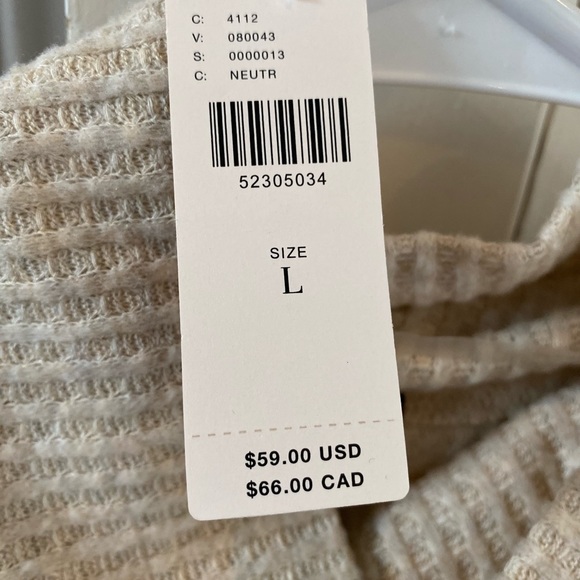 C: 4112
V: 080043
S: 0000013
C: NEUTR
52305034
SIZE
L
$59.00 USD
$66.00 CAD